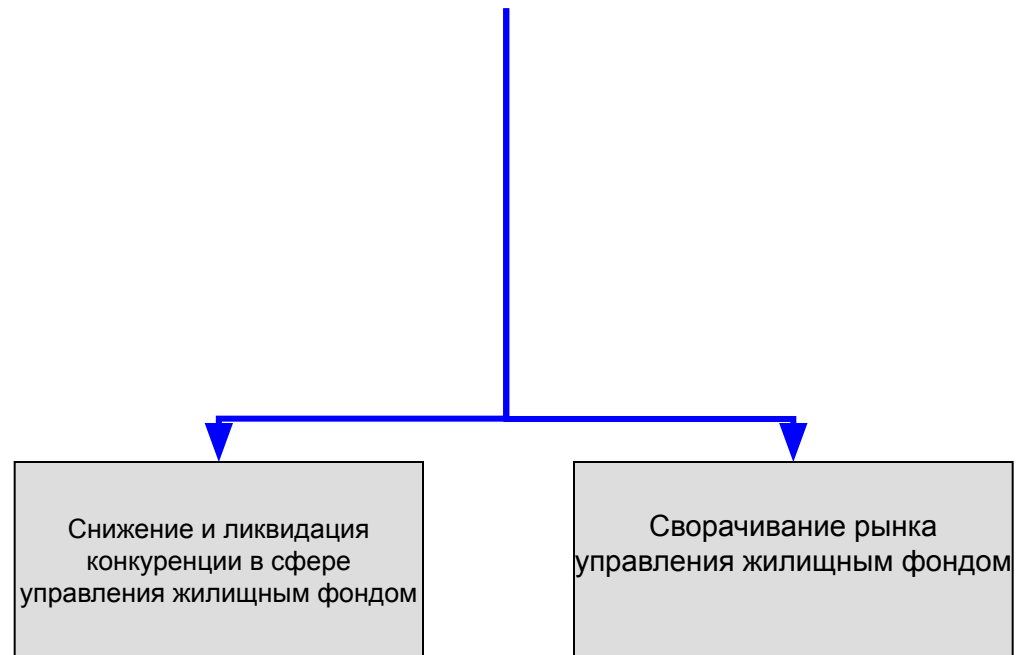 Снижение и ликвидация
конкуренции в сфере
управления жилищным фондом
Сворачивание рынка
управления жилищным фондом